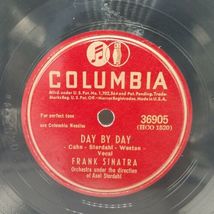 COLUMBIA
For perfect tone
use Columbia Needles
36905
(HCO 1520)
DAY BY DAY
Cahn - Stordahl - Weston -
Vocal
FRANK SINATRA
Orchestra under the direction
of Axel Stordahl